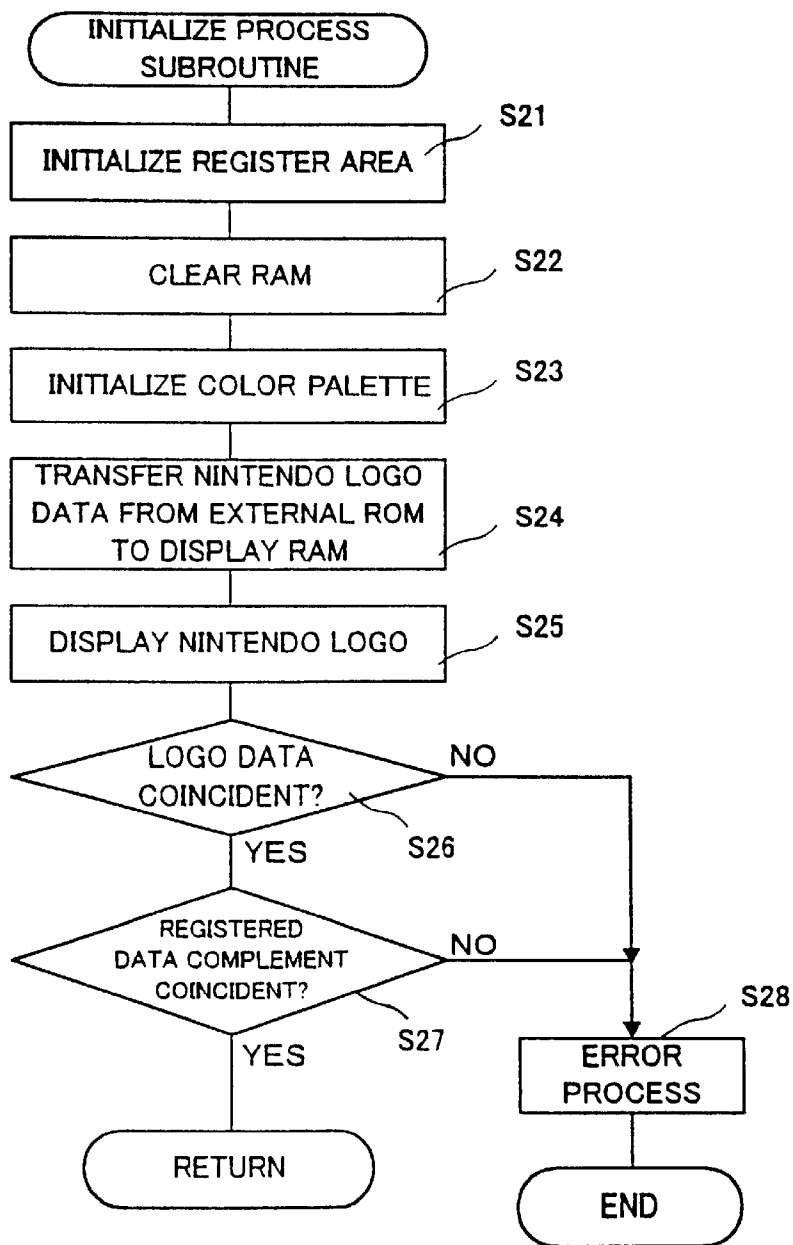 INITIALIZE PROCESS
SUBROUTINE
S21
INITIALIZE REGISTER AREA
S22
CLEAR RAM
S23
INITIALIZE COLOR PALETTE
TRANSFER NINTENDO LOGO
DATA FROM EXTERNAL ROM
TO DISPLAY RAM
S24
DISPLAY NINTENDO LOGO
S25
LOGO DATA
COINCIDENT?
NO
S26
YES
REGISTERED
DATA COMPLEMENT
COINCIDENT?
NO
S27
YES
S28
ERROR
PROCESS
RETURN
END